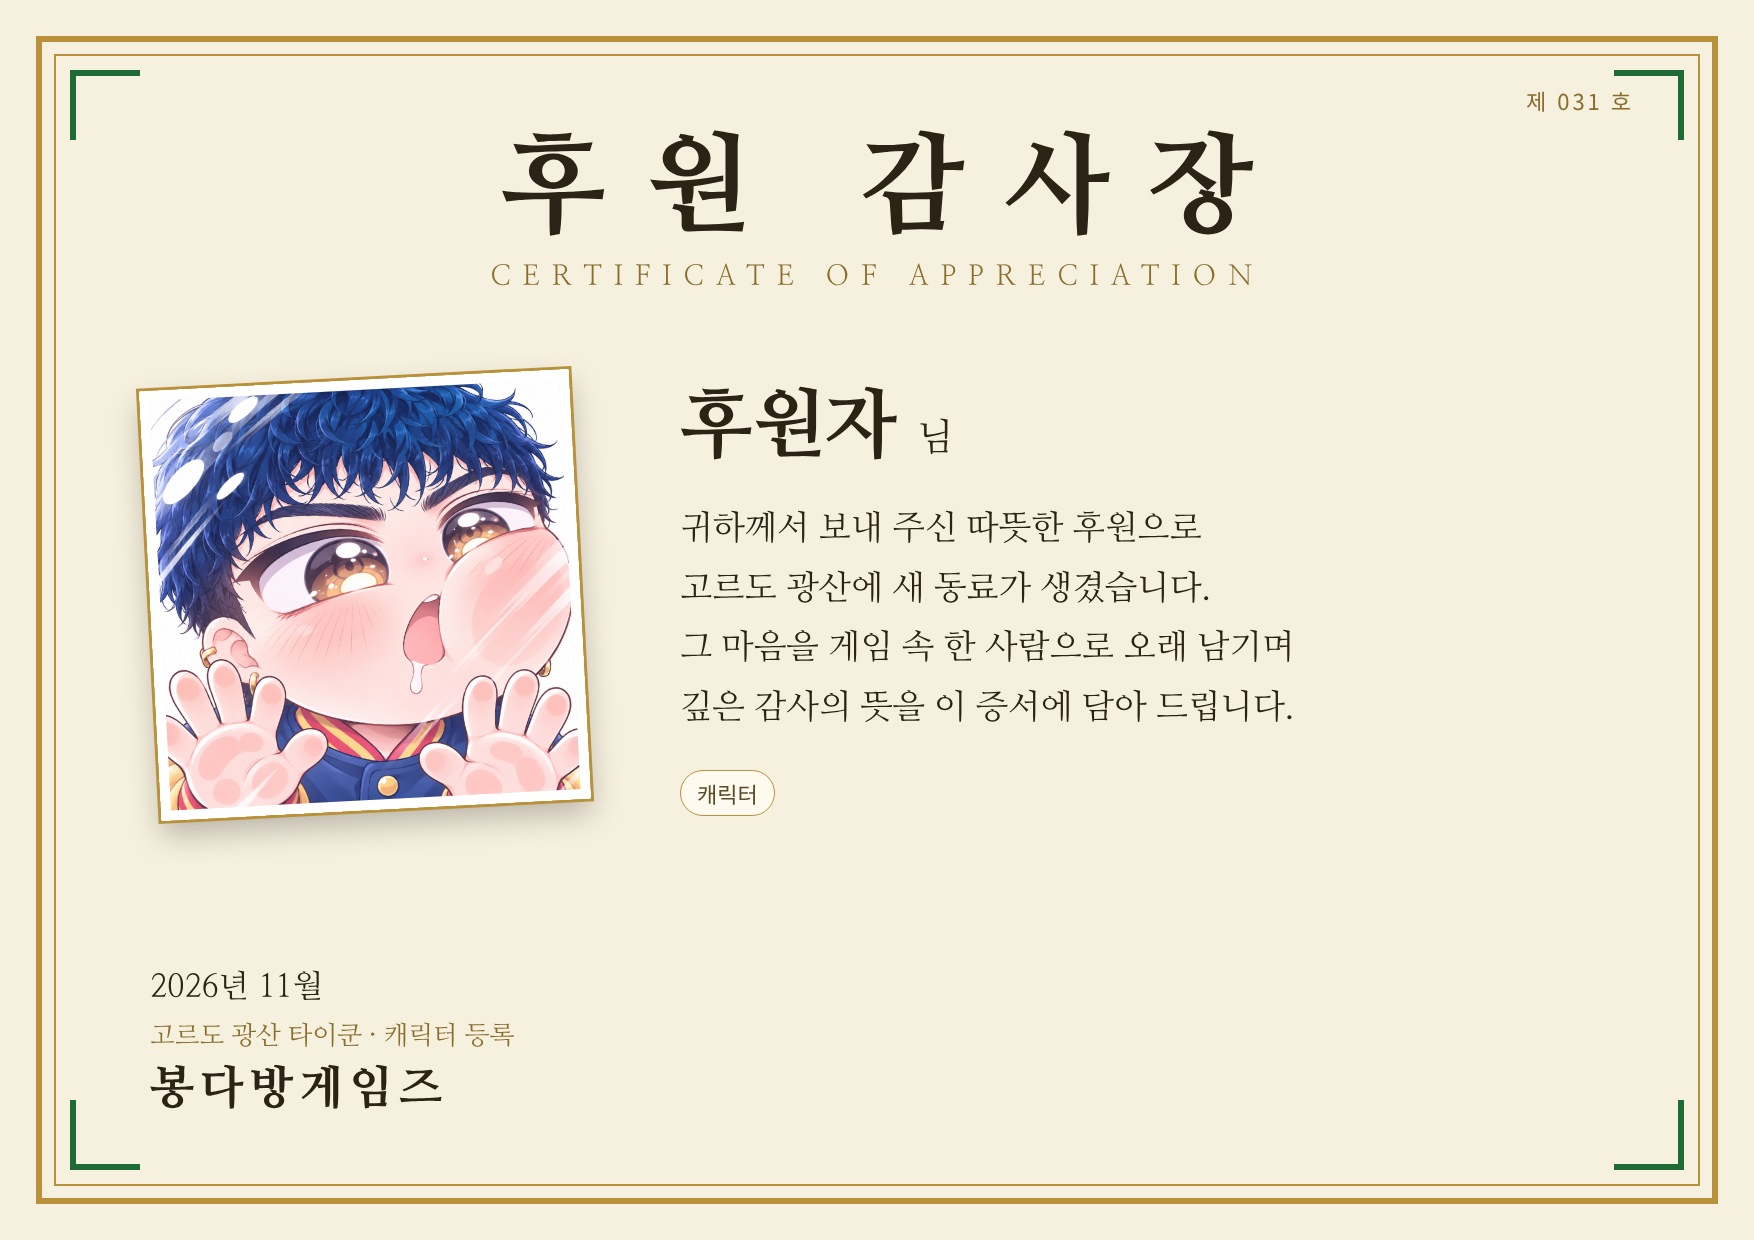 제 031 호
후원 감사장
CERTIFICATE OF APPRECIATION
후원자 님
귀하께서 보내 주신 따뜻한 후원으로
고르도 광산에 새 동료가 생겼습니다.
그 마음을 게임 속 한 사람으로 오래 남기며
깊은 감사의 뜻을 이 증서에 담아 드립니다.
캐릭터
2026년 11월
고르도 광산 타이쿤 · 캐릭터 등록
봉다방게임즈